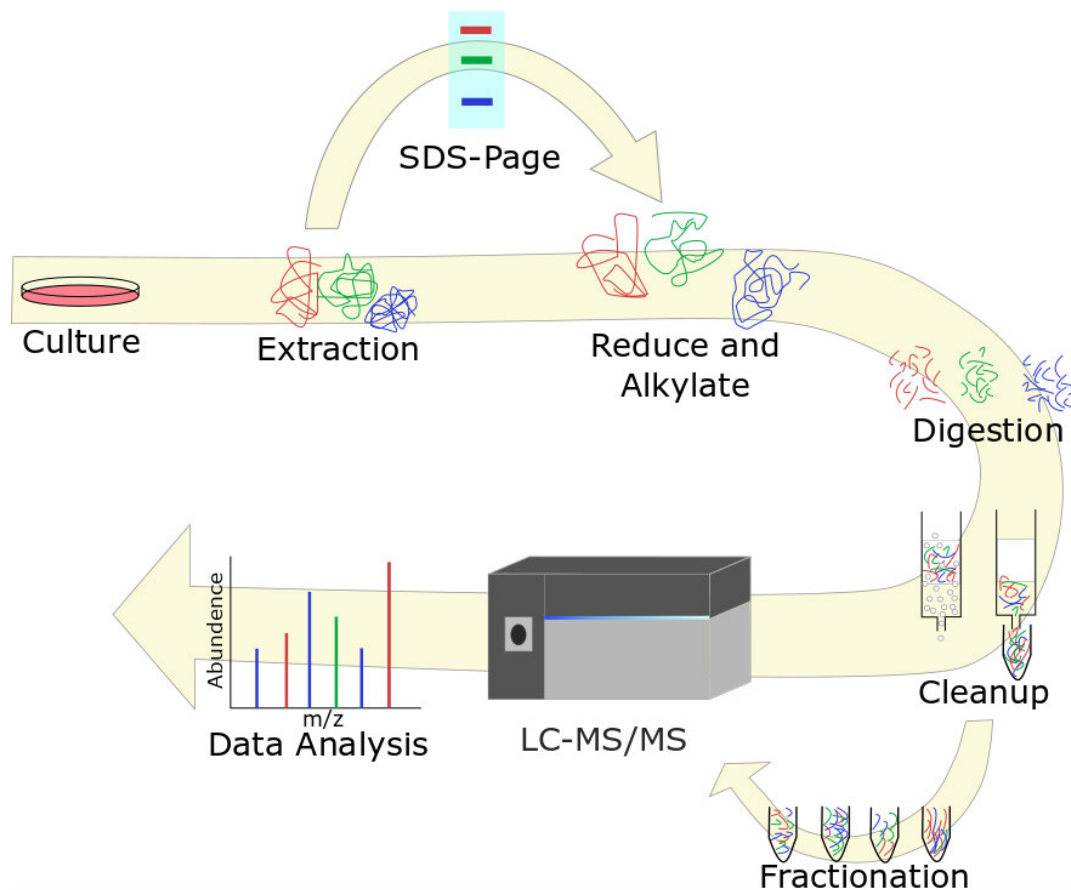 SDS-Page
Culture
Extraction
Reduce and
Alkylate
Digestion
Cleanup
Fractionation
LC-MS/MS
Abundence
m/z
Data Analysis